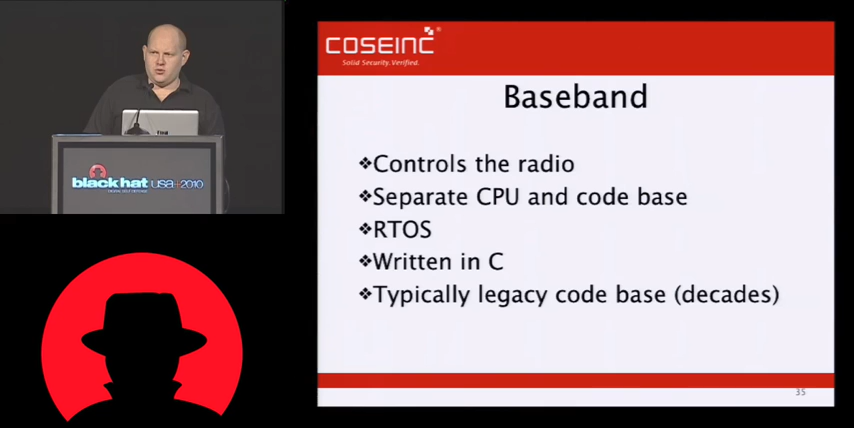 black hat USA+2010
COSEINC
Solid Security. Verified.
Baseband
❖Controls the radio
❖Separate CPU and code base
❖RTOS
❖Written in C
❖Typically legacy code base (decades)
35